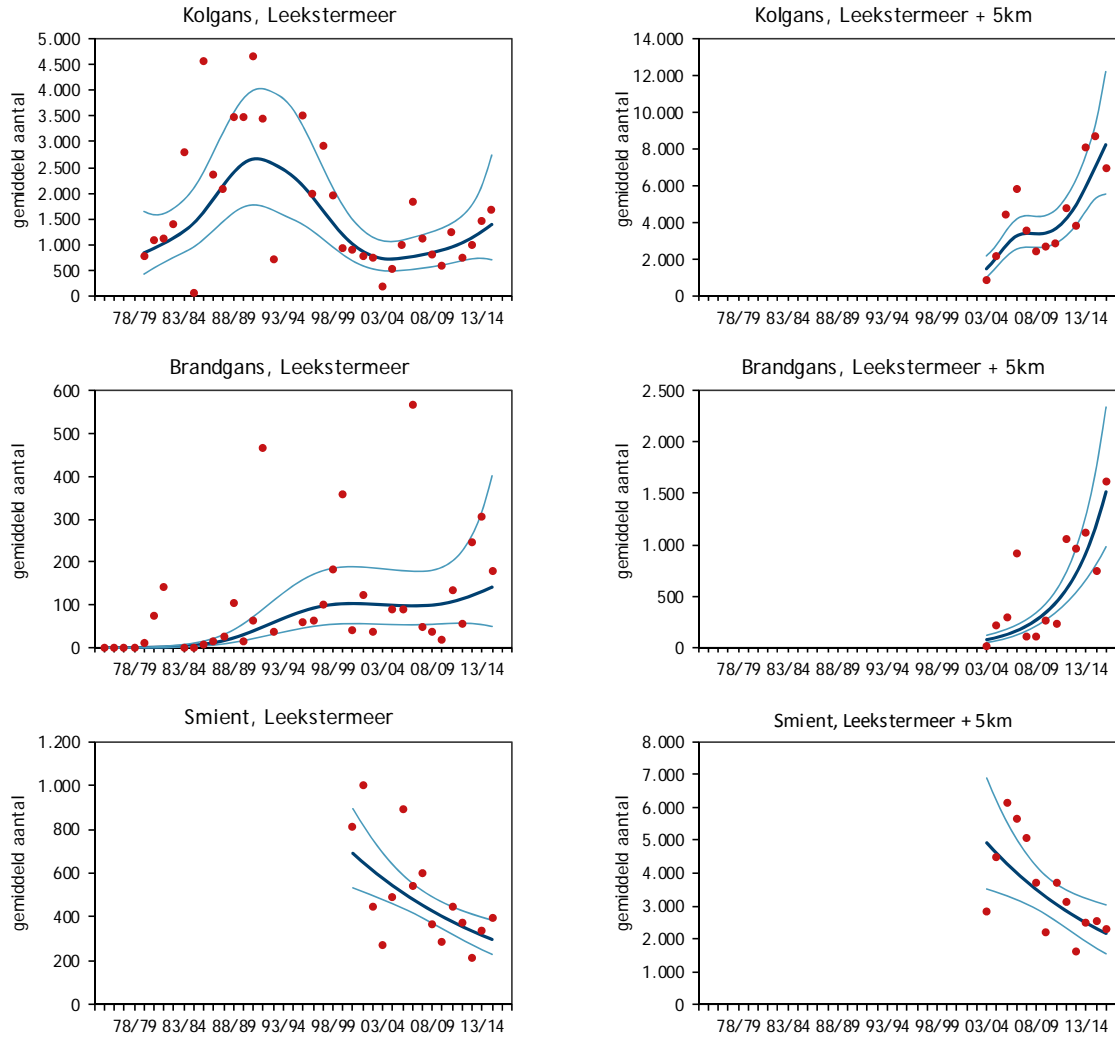 Kolgans, Leekstermeer
gemiddeld aantal
5.000
4.500
4.000
3.500
3.000
2.500
2.000
1.500
1.000
500
0
78/79 83/84 88/89 93/94 98/99 03/04 08/09 13/14
Kolgans, Leekstermeer + 5km
gemiddeld aantal
14.000
12.000
10.000
8.000
6.000
4.000
2.000
0
78/79 83/84 88/89 93/94 98/99 03/04 08/09 13/14
Brandgans, Leekstermeer
gemiddeld aantal
600
500
400
300
200
100
0
78/79 83/84 88/89 93/94 98/99 03/04 08/09 13/14
Brandgans, Leekstermeer + 5km
gemiddeld aantal
2.500
2.000
1.500
1.000
500
0
78/79 83/84 88/89 93/94 98/99 03/04 08/09 13/14
Smient, Leekstermeer
gemiddeld aantal
1.200
1.000
800
600
400
200
0
78/79 83/84 88/89 93/94 98/99 03/04 08/09 13/14
Smient, Leekstermeer + 5km
gemiddeld aantal
8.000
7.000
6.000
5.000
4.000
3.000
2.000
1.000
0
78/79 83/84 88/89 93/94 98/99 03/04 08/09 13/14